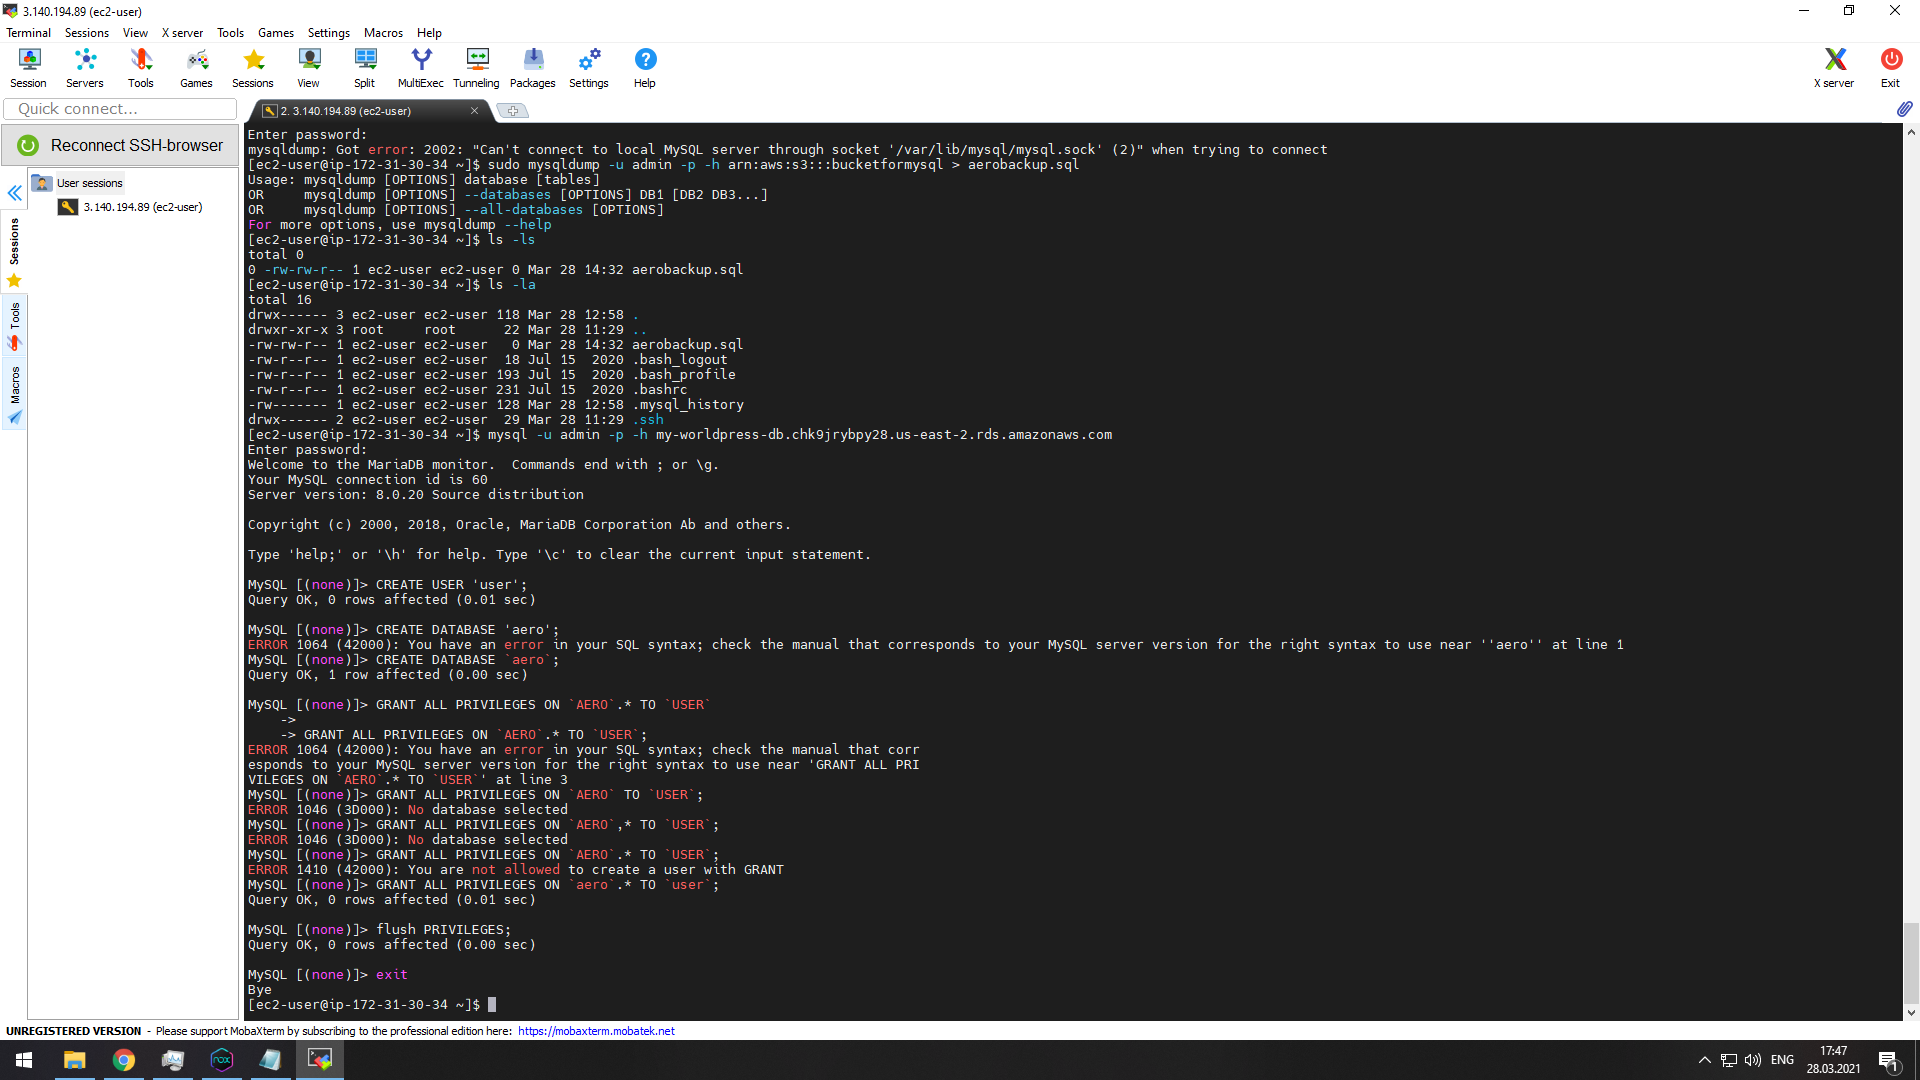 3.140.194.89 (ec2-user)
Terminal Sessions View X server Tools Games Settings Macros Help
Session Servers Tools Games Sessions View Split MultiExec Tunneling Packages Settings Help X server Exit
Quick connect...
2. 3.140.194.89 (ec2-user)
Reconnect SSH-browser
User sessions
3.140.194.89 (ec2-user)
Sessions
Tools
Macros
Enter password:
mysqldump: Got error: 2002: "Can't connect to local MySQL server through socket '/var/lib/mysql/mysql.sock' (2)" when trying to connect
[ec2-user@ip-172-31-30-34 ~]$ sudo mysqldump -u admin -p -h arn:aws:s3:::bucketformysql > aerobackup.sql
Usage: mysqldump [OPTIONS] database [tables]
OR     mysqldump [OPTIONS] --databases [OPTIONS] DB1 [DB2 DB3...]
OR     mysqldump [OPTIONS] --all-databases [OPTIONS]
For more options, use mysqldump --help
[ec2-user@ip-172-31-30-34 ~]$ ls -ls
total 0
0 -rw-rw-r-- 1 ec2-user ec2-user 0 Mar 28 14:32 aerobackup.sql
[ec2-user@ip-172-31-30-34 ~]$ ls -la
total 16
drwx------ 3 ec2-user ec2-user 118 Mar 28 12:58 .
drwxr-xr-x 3 root     root      22 Mar 28 11:29 ..
-rw-rw-r-- 1 ec2-user ec2-user   0 Mar 28 14:32 aerobackup.sql
-rw-r--r-- 1 ec2-user ec2-user  18 Jul 15  2020 .bash_logout
-rw-r--r-- 1 ec2-user ec2-user 193 Jul 15  2020 .bash_profile
-rw-r--r-- 1 ec2-user ec2-user 231 Jul 15  2020 .bashrc
-rw------- 1 ec2-user ec2-user 128 Mar 28 12:58 .mysql_history
drwx------ 2 ec2-user ec2-user  29 Mar 28 11:29 .ssh
[ec2-user@ip-172-31-30-34 ~]$ mysql -u admin -p -h my-worldpress-db.chk9jrybpy28.us-east-2.rds.amazonaws.com
Enter password:
Welcome to the MariaDB monitor.  Commands end with ; or \g.
Your MySQL connection id is 60
Server version: 8.0.20 Source distribution
Copyright (c) 2000, 2018, Oracle, MariaDB Corporation Ab and others.
Type 'help;' or '\h' for help. Type '\c' to clear the current input statement.
MySQL [(none)]> CREATE USER 'user';
Query OK, 0 rows affected (0.01 sec)
MySQL [(none)]> CREATE DATABASE 'aero';
ERROR 1064 (42000): You have an error in your SQL syntax; check the manual that corresponds to your MySQL server version for the right syntax to use near ''aero'' at line 1
MySQL [(none)]> CREATE DATABASE `aero`;
Query OK, 1 row affected (0.00 sec)
MySQL [(none)]> GRANT ALL PRIVILEGES ON `AERO`.* TO `USER`
    ->
    -> GRANT ALL PRIVILEGES ON `AERO`.* TO `USER`;
ERROR 1064 (42000): You have an error in your SQL syntax; check the manual that corr
esponds to your MySQL server version for the right syntax to use near 'GRANT ALL PRI
VILEGES ON `AERO`.* TO `USER`' at line 3
MySQL [(none)]> GRANT ALL PRIVILEGES ON `AERO` TO `USER`;
ERROR 1046 (3D000): No database selected
MySQL [(none)]> GRANT ALL PRIVILEGES ON `AERO`,* TO `USER`;
ERROR 1046 (3D000): No database selected
MySQL [(none)]> GRANT ALL PRIVILEGES ON `AERO`.* TO `USER`;
ERROR 1410 (42000): You are not allowed to create a user with GRANT
MySQL [(none)]> GRANT ALL PRIVILEGES ON `aero`.* TO `user`;
Query OK, 0 rows affected (0.01 sec)
MySQL [(none)]> flush PRIVILEGES;
Query OK, 0 rows affected (0.00 sec)
MySQL [(none)]> exit
Bye
[ec2-user@ip-172-31-30-34 ~]$
UNREGISTERED VERSION - Please support MobaXterm by subscribing to the professional edition here: https://mobaxterm.mobatek.net
nox
ENG
17:47
28.03.2021
1